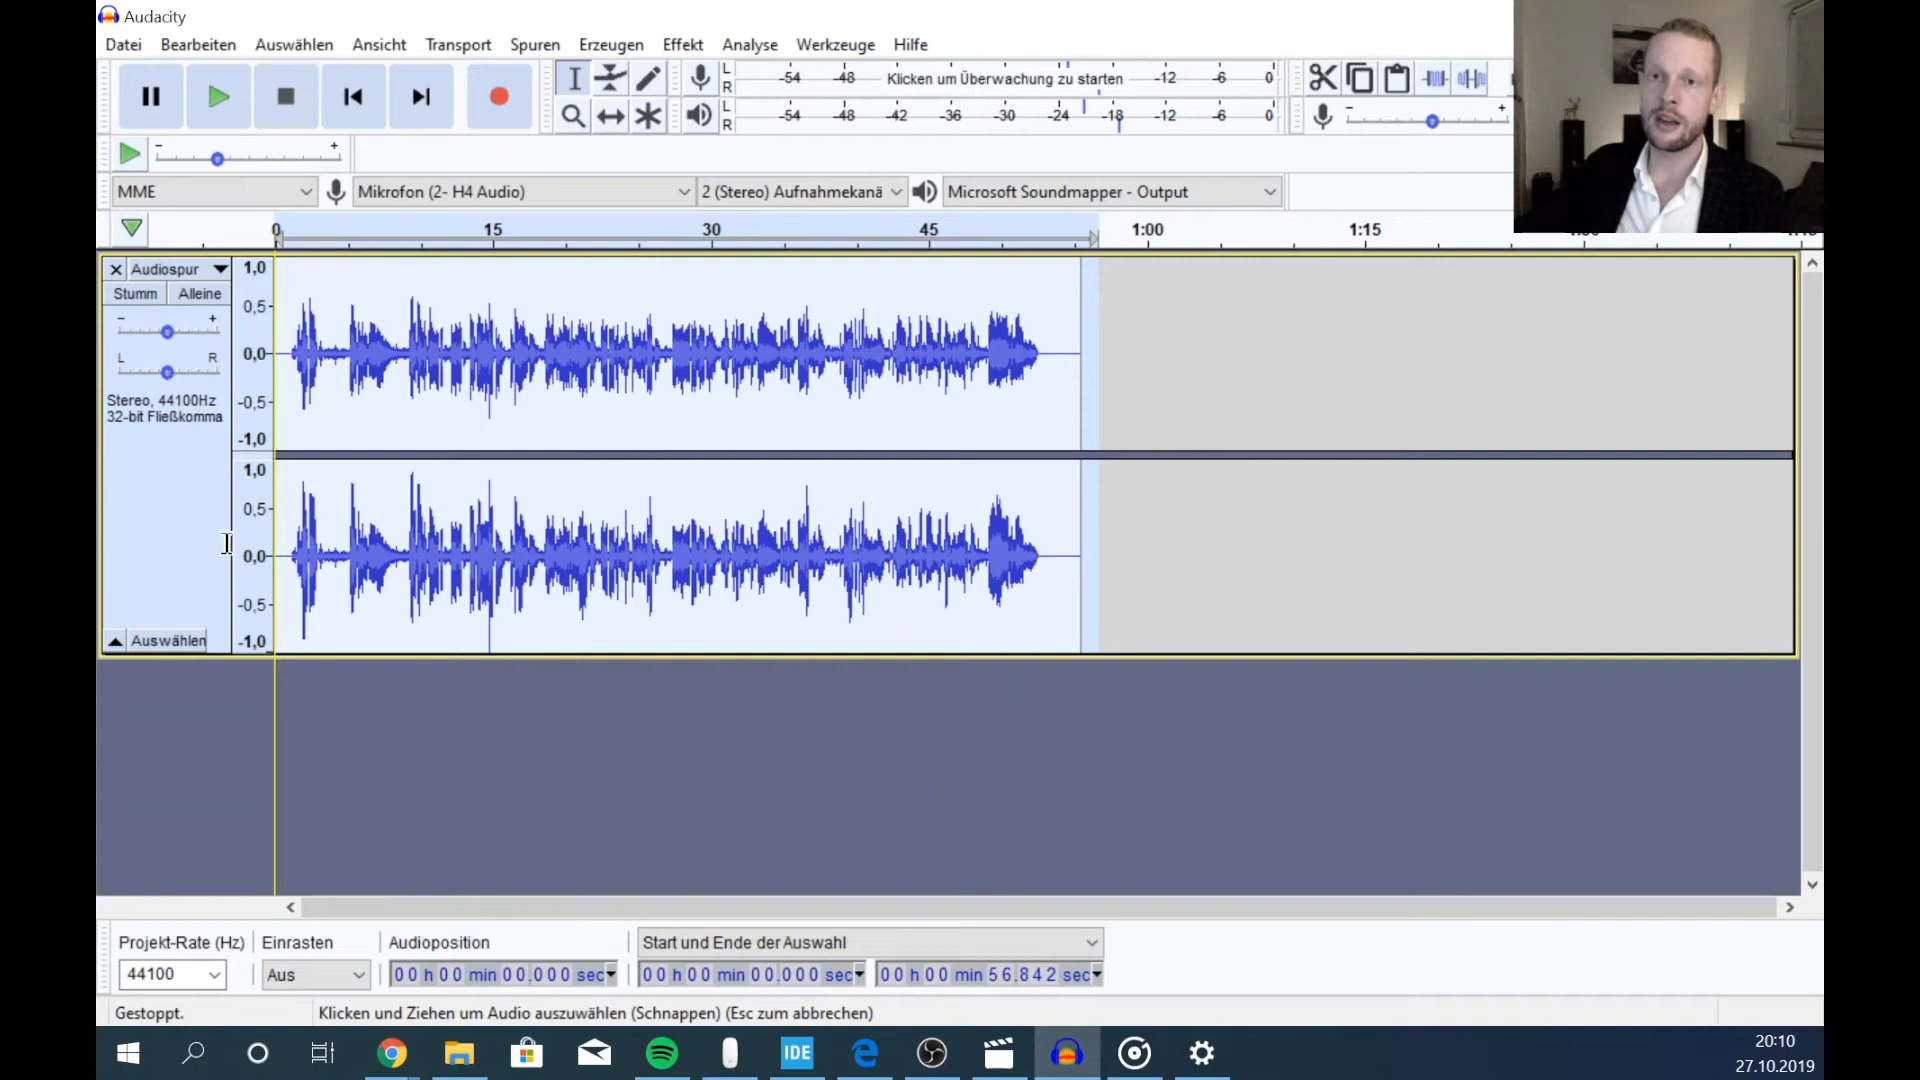 Audacity
Datei Bearbeiten Auswählen Ansicht Transport Spuren Erzeugen Effekt Analyse Werkzeuge Hilfe
L -54 -48 Klicken um Überwachung zu starten -12 -6 0
R
L -54 -48 -42 -36 -30 -24 -18 -12 -6 0
R
- +
- +
MME Mikrofon (2- H4 Audio) 2 (Stereo) Aufnahmekanä Microsoft Soundmapper - Output
0 15 30 45 1:00 1:15
Audiospur 1,0
Stumm Alleine
- + 0,5
L R 0,0
Stereo, 44100Hz -0,5
32-bit Fließkomma
-1,0
1,0
0,5
0,0
-0,5
Auswählen -1,0
Projekt-Rate (Hz) Einrasten Audioposition Start und Ende der Auswahl
44100 Aus 00 h 00 min 00.000 sec 00 h 00 min 00.000 sec 00 h 00 min 56.842 sec
Gestoppt. Klicken und Ziehen um Audio auszuwählen (Schnappen) (Esc zum abbrechen)
IDE
20:10
27.10.2019